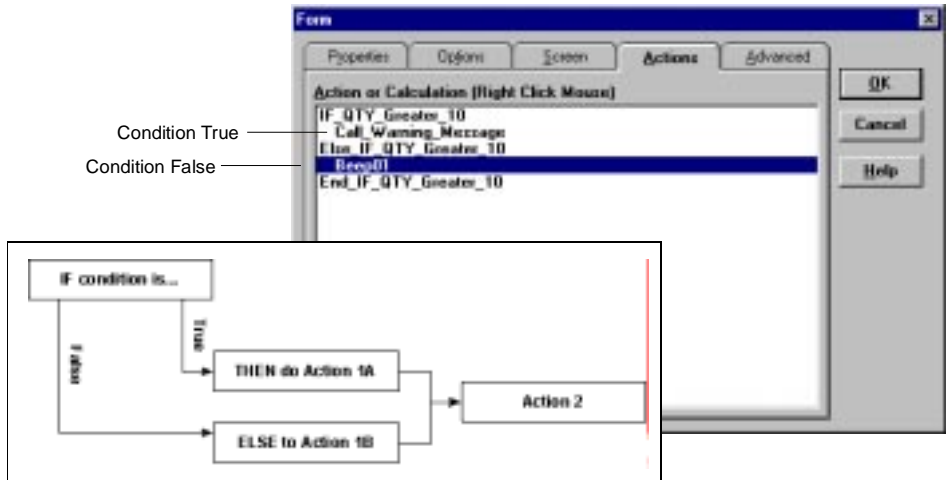 Form
Properties Options Screen Actions Advanced
Action or Calculation (Right Click Mouse)
IF_QTY_Greater_10
Call_Warning_Message
Else_IF_QTY_Greater_10
Beep01
End_IF_QTY_Greater_10
OK
Cancel
Help
Condition True
Condition False
IF condition is...
True
False
THEN do Action 1A
ELSE to Action 1B
Action 2